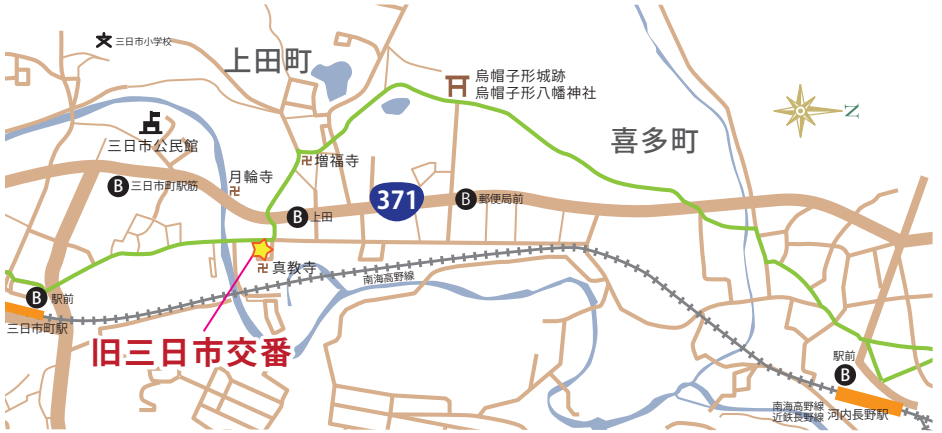 三日市小学校
上田町
烏帽子形城跡
烏帽子形八幡神社
N
喜多町
三日市公民館
増福寺
月輪寺
B 三日市町駅筋
371
B 郵便局前
B 上田
真教寺
南海高野線
B 駅前
三日市町駅
旧三日市交番
駅前
B
南海高野線
近鉄長野線 河内長野駅